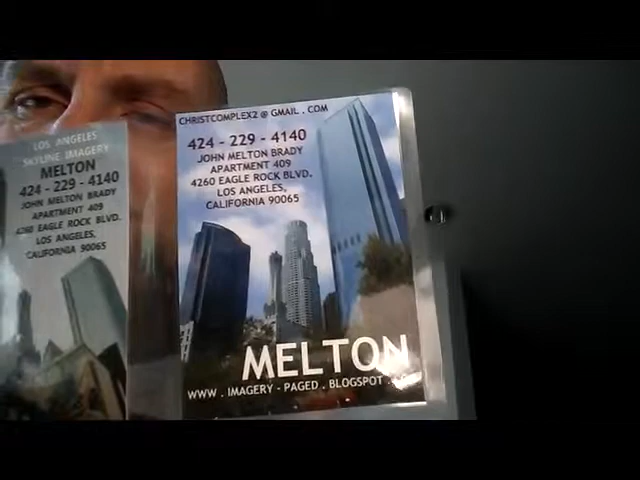 LOS ANGELES
SKYLINE IMAGERY
MELTON
424 - 229 - 4140
JOHN MELTON BRADY
APARTMENT 409
4260 EAGLE ROCK BLVD.
LOS ANGELES,
CALIFORNIA 90065
CHRISTCOMPLEX2 @ GMAIL . COM
424 - 229 - 4140
JOHN MELTON BRADY
APARTMENT 409
4260 EAGLE ROCK BLVD.
LOS ANGELES,
CALIFORNIA 90065
MELTON
WWW . IMAGERY - PAGED . BLOGSPOT .